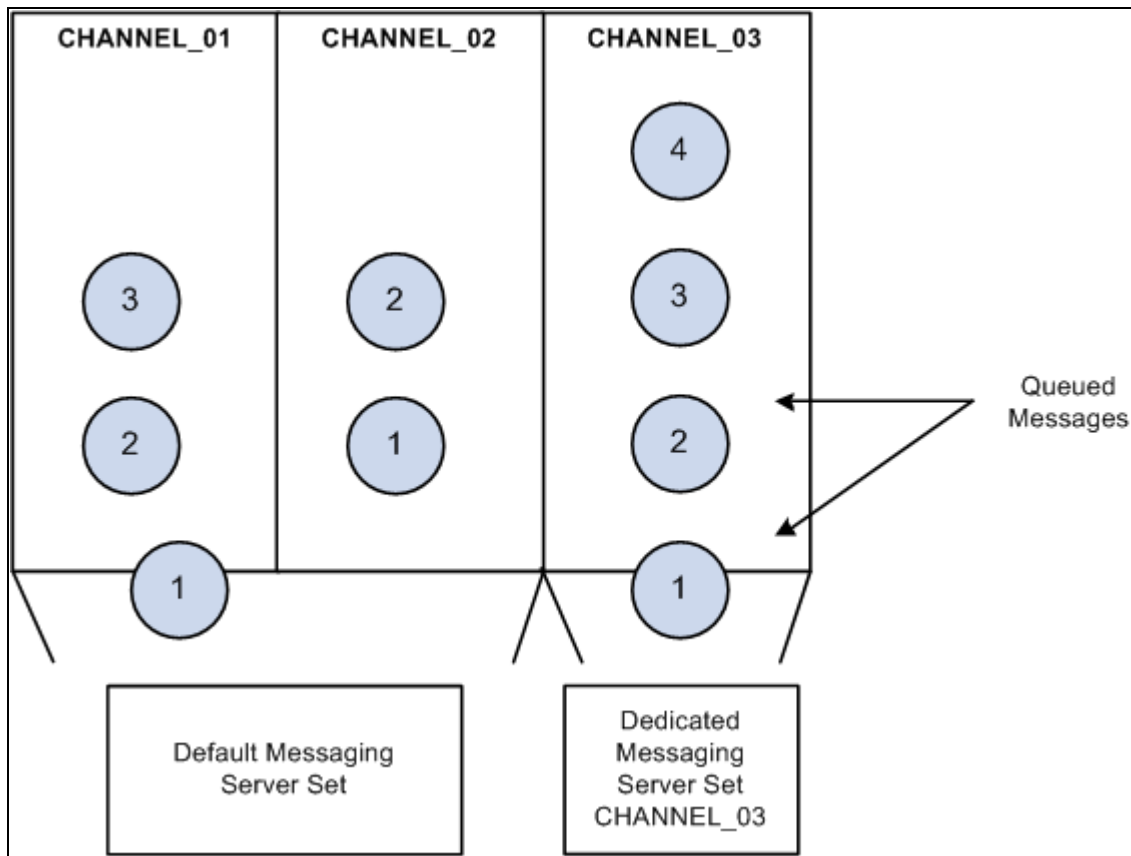 CHANNEL_01
CHANNEL_02
CHANNEL_03
4
3
2
3
2
1
2
1
1
Queued
Messages
Default Messaging
Server Set
Dedicated
Messaging
Server Set
CHANNEL_03